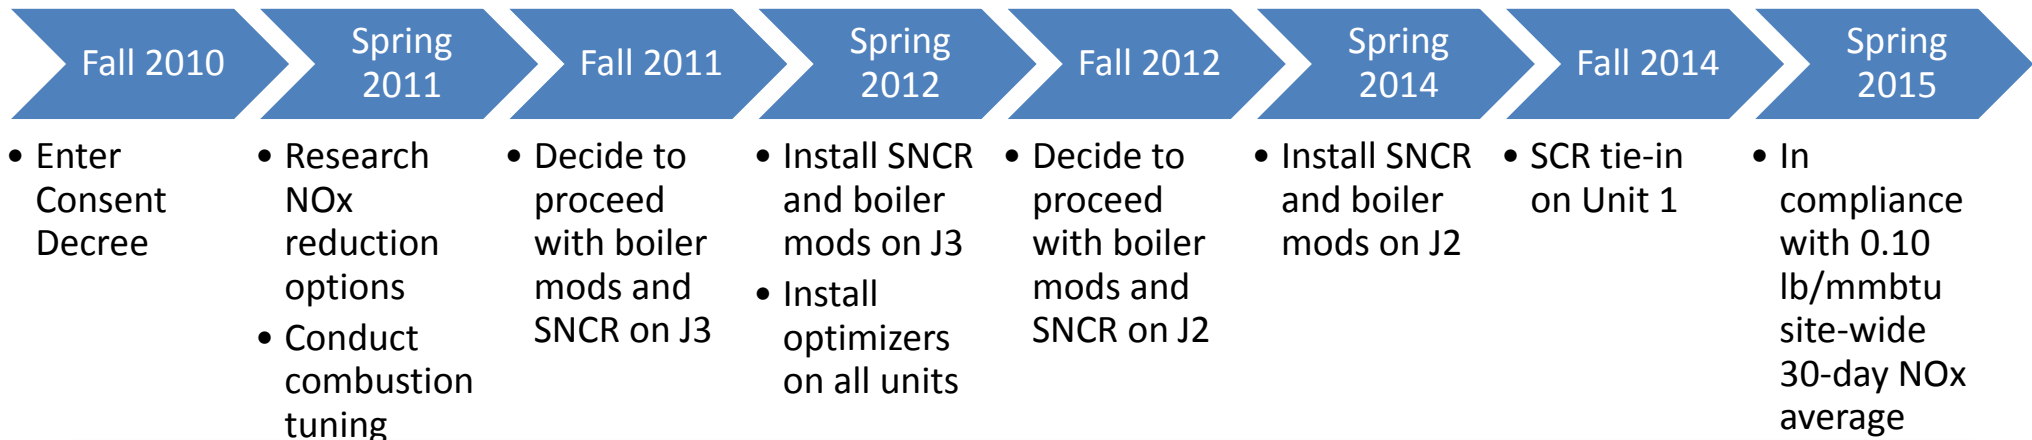 Fall 2010
Spring
2011
Fall 2011
Spring
2012
Fall 2012
Spring
2014
Fall 2014
Spring
2015
• Enter
Consent
Decree
• Research
NOx
reduction
options
• Conduct
combustion
tuning
• Decide to
proceed
with boiler
mods and
SNCR on J3
• Install SNCR
and boiler
mods on J3
• Install
optimizers
on all units
• Decide to
proceed
with boiler
mods and
SNCR on J2
• Install SNCR
and boiler
mods on J2
• SCR tie-in
on Unit 1
• In
compliance
with 0.10
lb/mmbtu
site-wide
30-day NOx
average